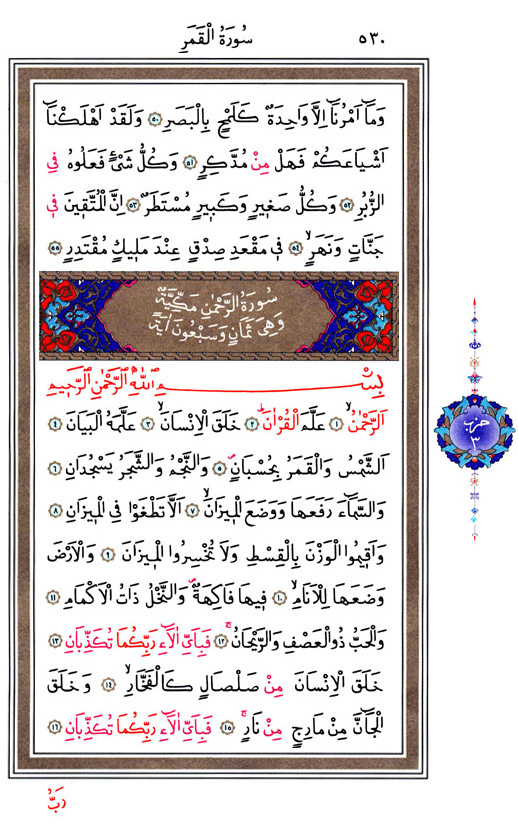 سُورَةُ الْقَمَرِ ٥٣٠
وَمَٓا اَمْرُنَٓا اِلَّا وَاحِدَةٌ كَلَمْحٍ بِالْبَصَرِ ﴿٥٠﴾ وَلَقَدْ اَهْلَكْنَٓا
اَشْيَاعَكُمْ فَهَلْ مِنْ مُدَّكِرٍ ﴿٥١﴾ وَكُلُّ شَيْءٍ فَعَلُوهُ فِي
الزُّبُرِ ﴿٥٢﴾ وَكُلُّ صَغِيرٍ وَكَبِيرٍ مُسْتَطَرٌ ﴿٥٣﴾ اِنَّ الْمُتَّقِينَ فِي
جَنَّاتٍ وَنَهَرٍۙ ﴿٥٤﴾ فِي مَقْعَدِ صِدْقٍ عِنْدَ مَلِيكٍ مُقْتَدِرٍ ﴿٥٥﴾
سُورَةُ الرَّحْمٰنِ مَكِّيَّةٌ
وَهِيَ ثَمَانٍ وَسَبْعُونَ اٰيَةً
بِسْمِ اللّٰهِ الرَّحْمٰنِ الرَّحِيمِ
اَلرَّحْمٰنُۙ ﴿١﴾ عَلَّمَ الْقُرْاٰنَۜ ﴿٢﴾ خَلَقَ الْاِنْسَانَۙ ﴿٣﴾ عَلَّمَهُ الْبَيَانَ ﴿٤﴾
اَلشَّمْسُ وَالْقَمَرُ بِحُسْبَانٍۖ ﴿٥﴾ وَالنَّجْمُ وَالشَّجَرُ يَسْجُدَانِ ﴿٦﴾
وَالسَّمَٓاءَ رَفَعَهَا وَوَضَعَ الْمِيزَانَۙ ﴿٧﴾ اَلَّا تَطْغَوْا فِي الْمِيزَانِ ﴿٨﴾
وَاَقِيمُوا الْوَزْنَ بِالْقِسْطِ وَلَا تُخْسِرُوا الْمِيزَانَ ﴿٩﴾ وَالْاَرْضَ
وَضَعَهَا لِلْاَنَامِۙ ﴿١٠﴾ فِيهَا فَاكِهَةٌۖ وَالنَّخْلُ ذَاتُ الْاَكْمَامِ ﴿١١﴾
وَالْحَبُّ ذُوالْعَصْفِ وَالرَّيْحَانُۚ ﴿١٢﴾ فَبِاَيِّ اٰلَٓاءِ رَبِّكُمَا تُكَذِّبَانِ ﴿١٣﴾
خَلَقَ الْاِنْسَانَ مِنْ صَلْصَالٍ كَالْفَخَّارِۙ ﴿١٤﴾ وَخَلَقَ
الْجَٓانَّ مِنْ مَارِجٍ مِنْ نَارٍۚ ﴿١٥﴾ فَبِاَيِّ اٰلَٓاءِ رَبِّكُمَا تُكَذِّبَانِ ﴿١٦﴾
حزب
٣
رَبُّ